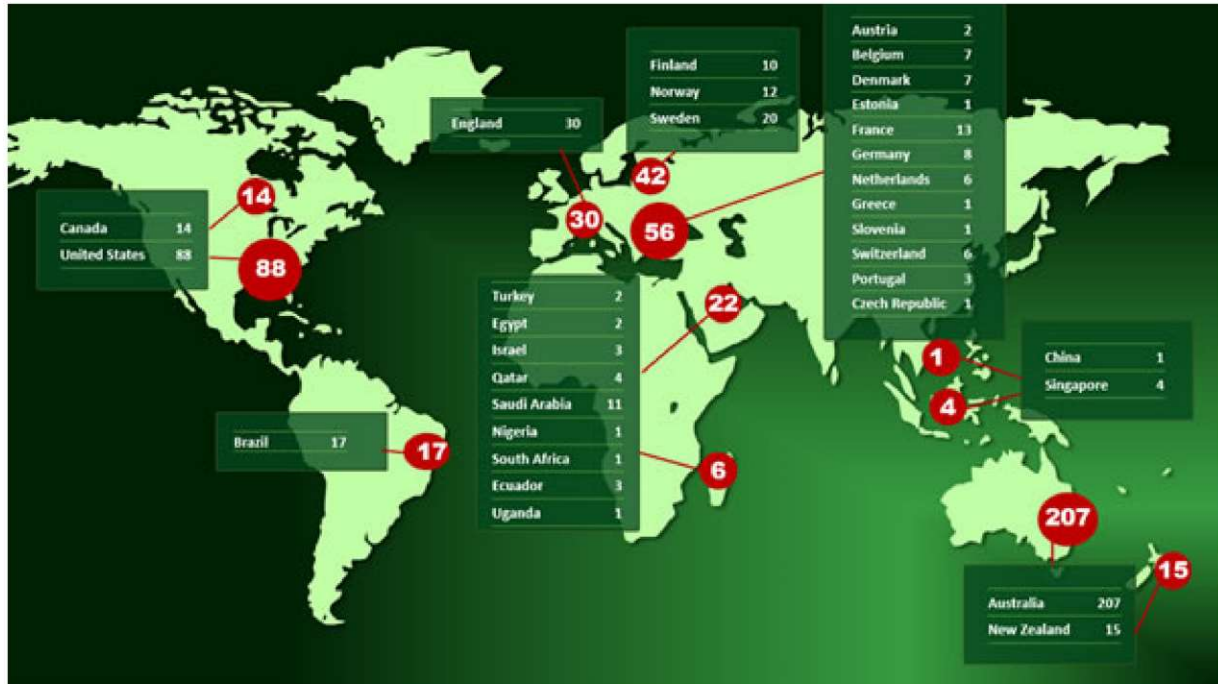 Austria 2
Belgium 7
Denmark 7
Estonia 1
France 13
Germany 8
Netherlands 6
Greece 1
Slovenia 1
Switzerland 6
Portugal 3
Czech Republic 1
Finland 10
Norway 12
Sweden 20
England 30
42
30
56
14
88
Canada 14
United States 88
Turkey 2
Egypt 2
Israel 3
Qatar 4
Saudi Arabia 11
Nigeria 1
South Africa 1
Ecuador 3
Uganda 1
22
6
1
4
China 1
Singapore 4
Brazil 17
17
207
15
Australia 207
New Zealand 15